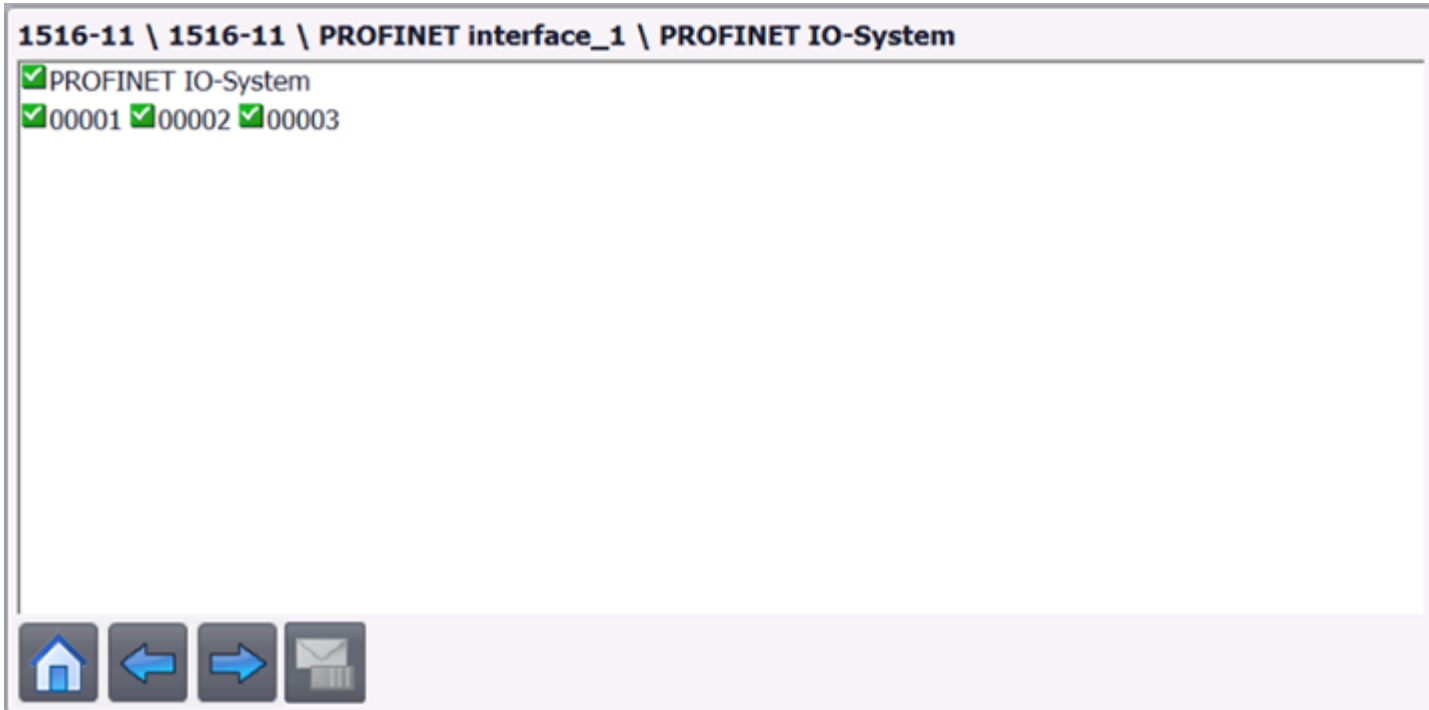 1516-11 \ 1516-11 \ PROFINET interface_1 \ PROFINET IO-System
PROFINET IO-System
00001 00002 00003